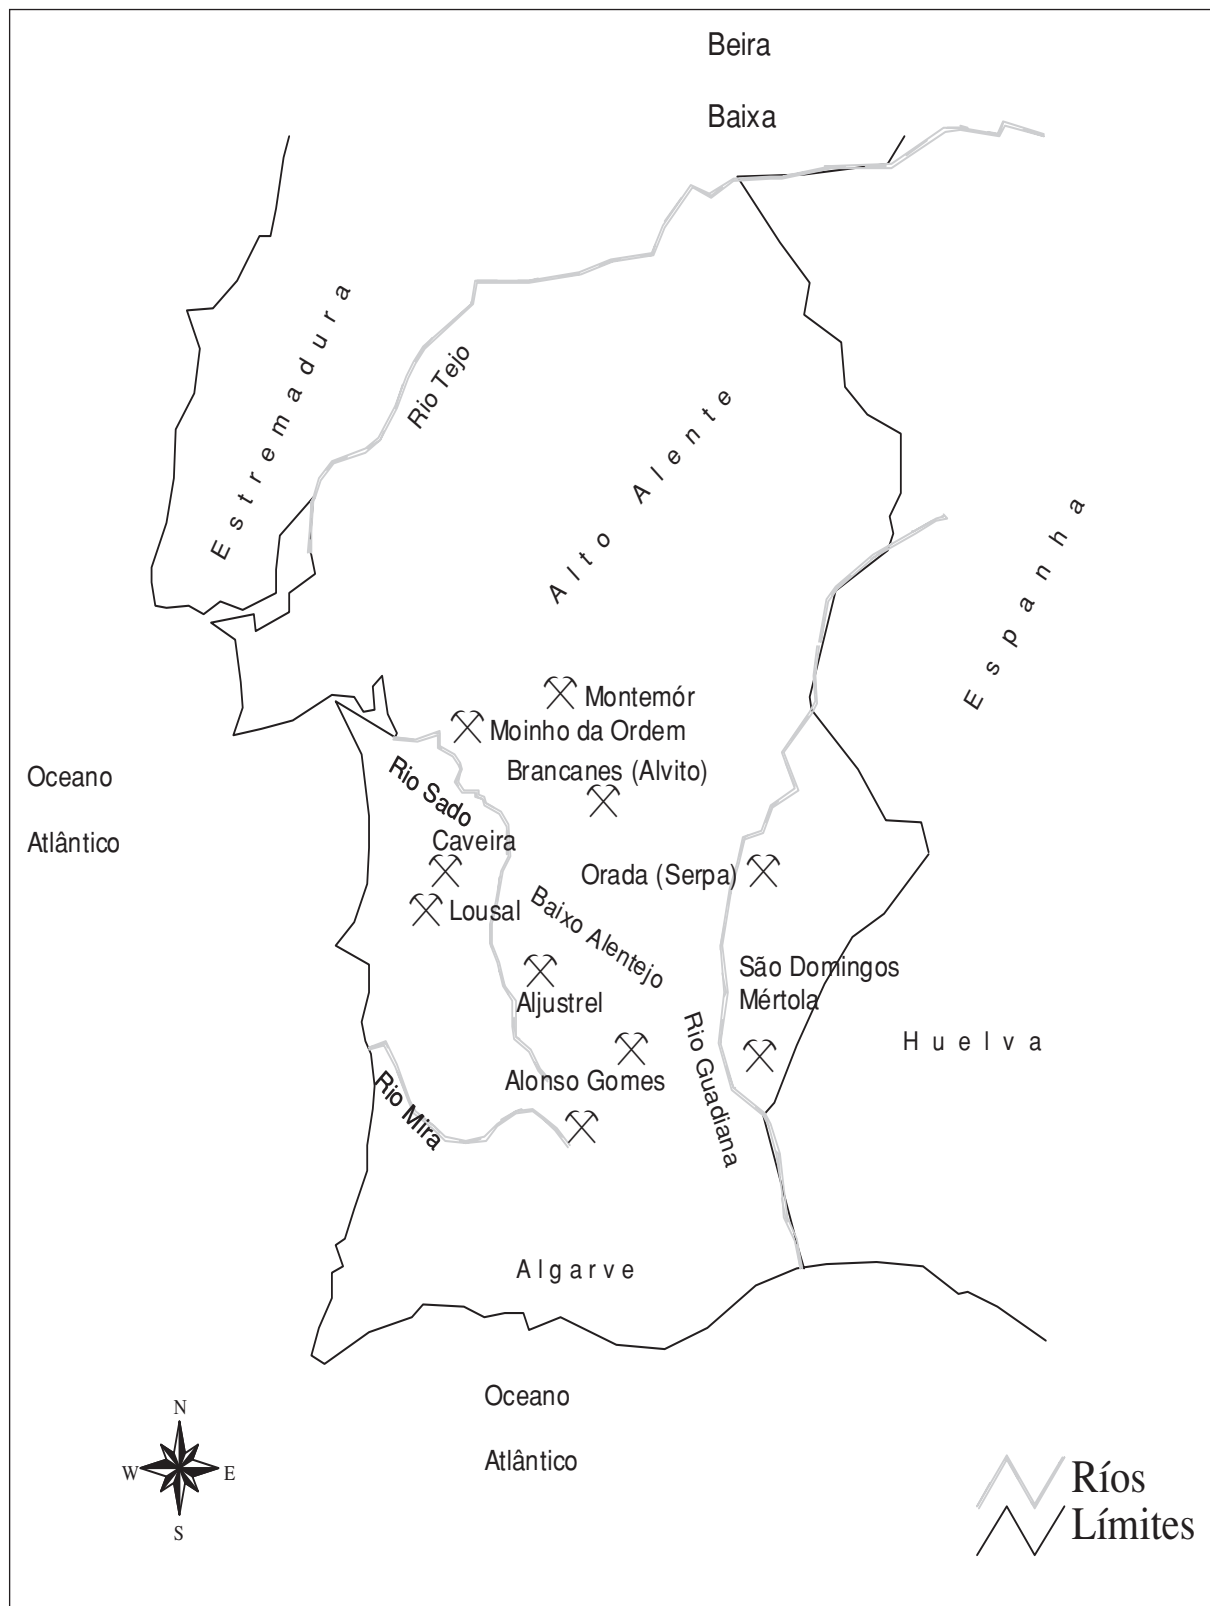 Beira
Baixa
Estremadura
Rio Tejo
Alto Alente
Espanha
Montemór
Moinho da Ordem
Brancanes (Alvito)
Oceano
Atlântico
Rio Sado
Caveira
Orada (Serpa)
Lousal
Baixo Alentejo
São Domingos
Mértola
Aljustrel
Rio Guadiana
Huelva
Alonso Gomes
Rio Mira
Algarve
Oceano
Atlântico
N
W
E
S
Ríos
Límites